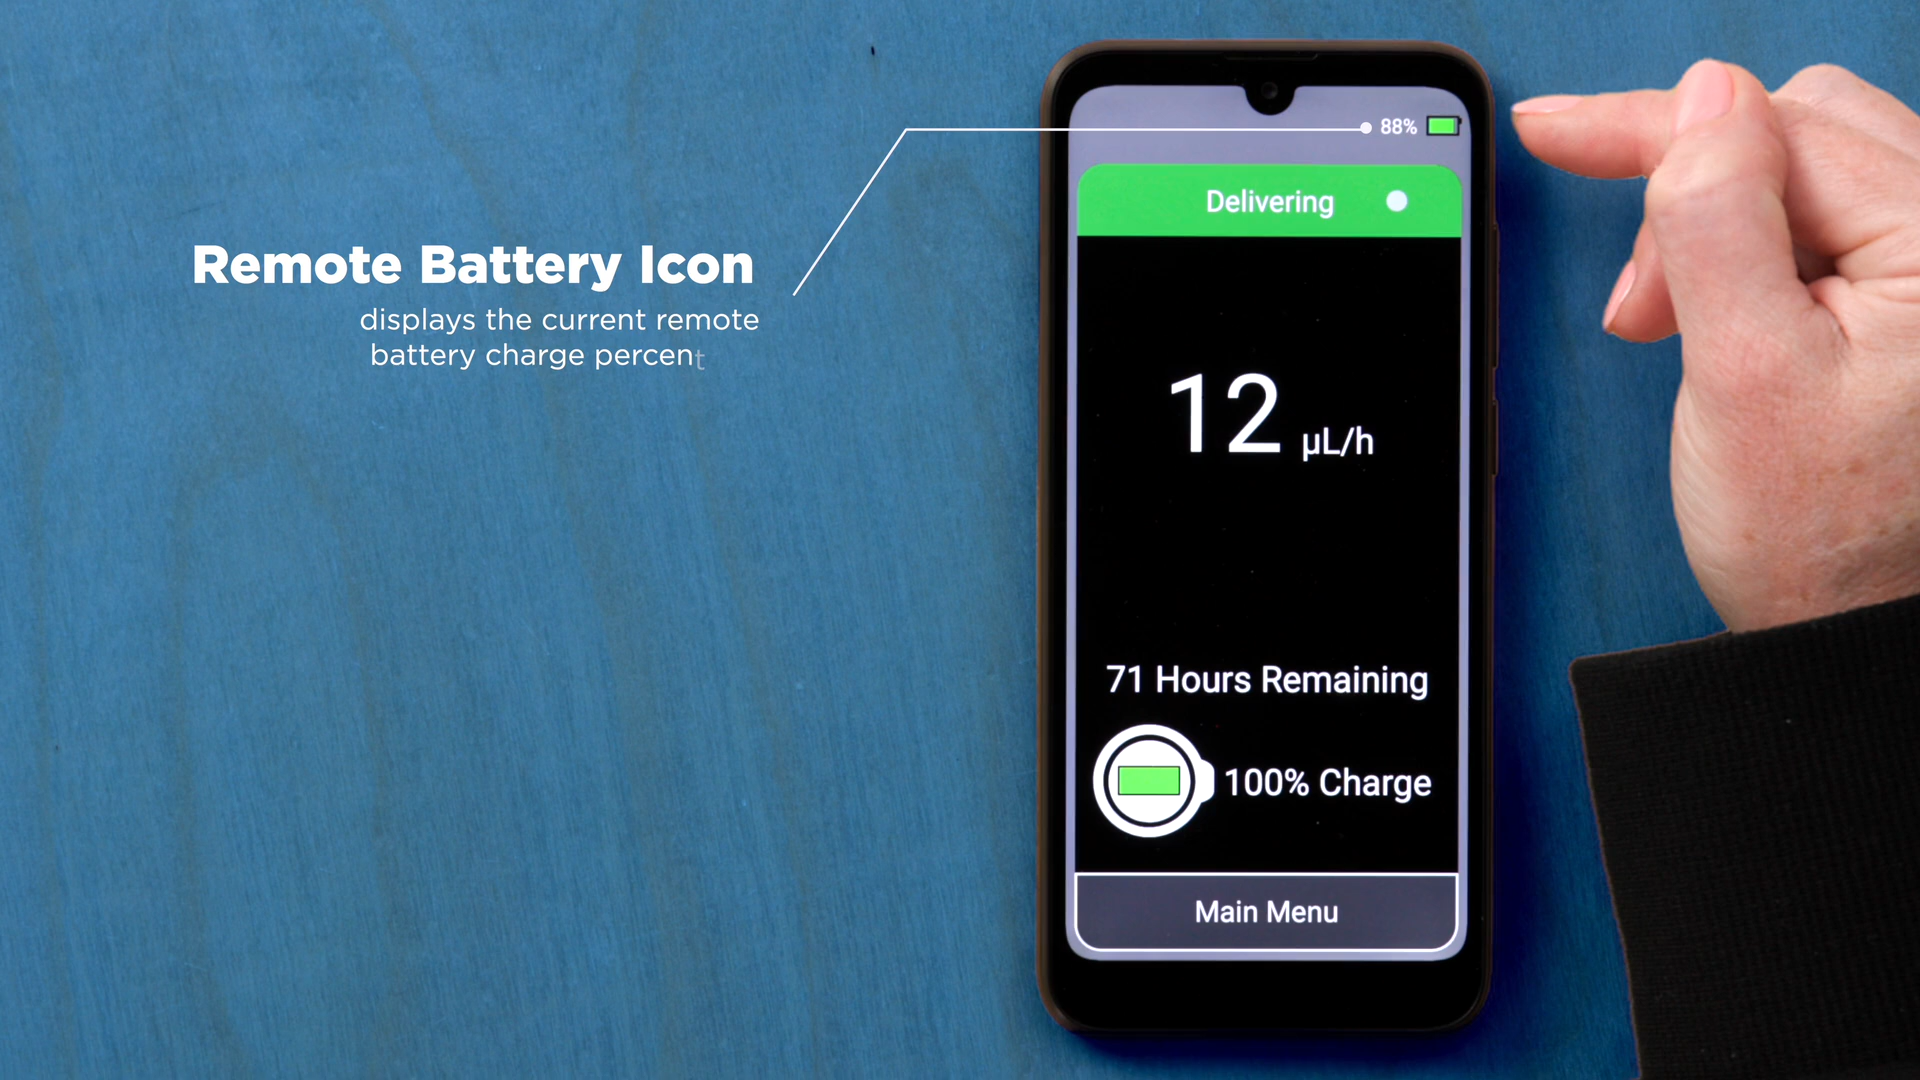 Remote Battery Icon
displays the current remote
battery charge percent
88%
Delivering
12 µL/h
71 Hours Remaining
100% Charge
Main Menu